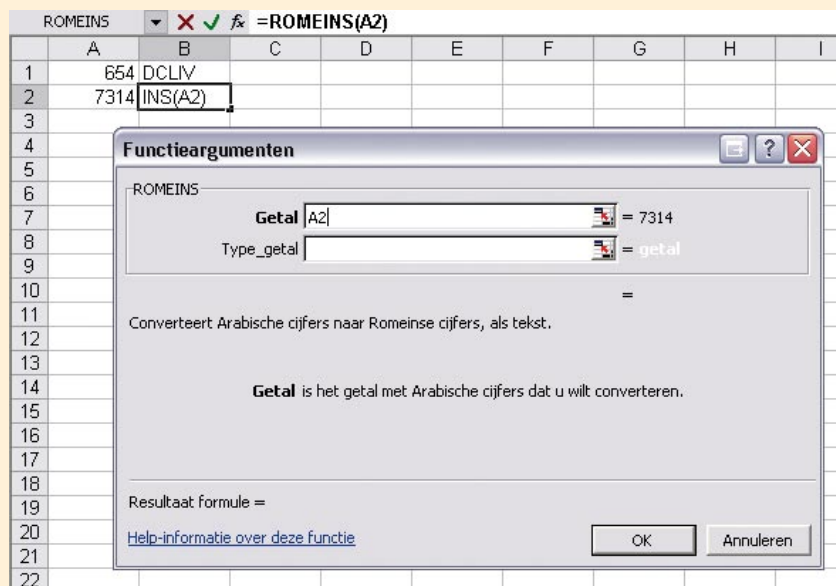 ROMEINS =ROMEINS(A2)
A B C D E F G H I
1 654 DCLIV
2 7314 INS(A2)
3
4
5
6
7
8
9
10
11
12
13
14
15
16
17
18
19
20
21
22
Functieargumenten
ROMEINS
Getal A2 = 7314
Type_getal = getal
=
Converteert Arabische cijfers naar Romeinse cijfers, als tekst.
Getal is het getal met Arabische cijfers dat u wilt converteren.
Resultaat formule =
Help-informatie over deze functie OK Annuleren